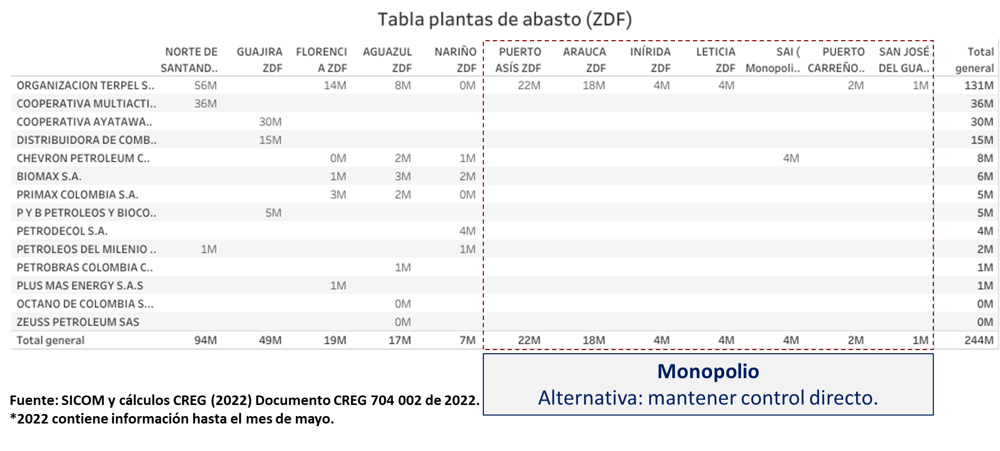 Tabla plantas de abasto (ZDF)
NORTE DE GUAJIRA FLORENCI AGUAZUL NARIÑO PUERTO ARAUCA INÍRIDA LETICIA SAI ( PUERTO SAN JOSÉ Total
SANTAND.. ZDF A ZDF ZDF ZDF ASÍS ZDF ZDF ZDF ZDF Monopoli.. CARREÑO.. DEL GUA.. general
ORGANIZACION TERPEL S.. 56M 14M 8M 0M 22M 18M 4M 4M 2M 1M 131M
COOPERATIVA MULTIACTI.. 36M 36M
COOPERATIVA AYATAWA.. 30M 30M
DISTRIBUIDORA DE COMB.. 15M 15M
CHEVRON PETROLEUM C.. 0M 2M 1M 4M 8M
BIOMAX S.A. 1M 3M 2M 6M
PRIMAX COLOMBIA S.A. 3M 2M 0M 5M
P Y B PETROLEOS Y BIOCO.. 5M 5M
PETRODECOL S.A. 4M 4M
PETROLEOS DEL MILENIO .. 1M 1M 2M
PETROBRAS COLOMBIA C.. 1M 1M
PLUS MAS ENERGY S.A.S 1M 1M
OCTANO DE COLOMBIA S... 0M 0M
ZEUSS PETROLEUM SAS 0M 0M
Total general 94M 49M 19M 17M 7M 22M 18M 4M 4M 4M 2M 1M 244M
Monopolio
Alternativa: mantener control directo.
Fuente: SICOM y cálculos CREG (2022) Documento CREG 704 002 de 2022.
*2022 contiene información hasta el mes de mayo.